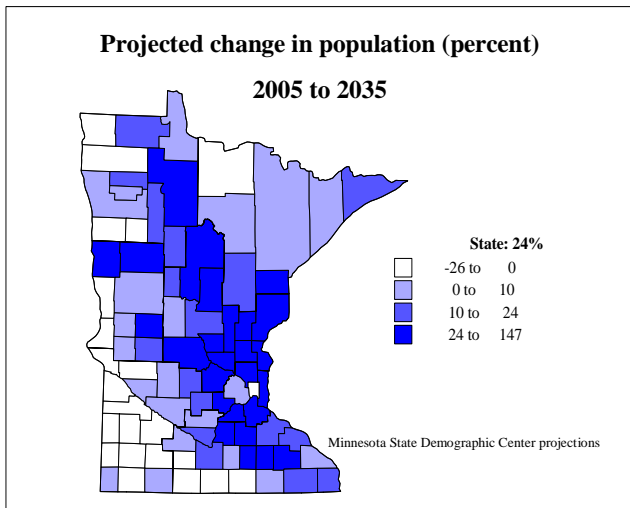 Projected change in population (percent)
2005 to 2035
State: 24%
-26 to 0
0 to 10
10 to 24
24 to 147
Minnesota State Demographic Center projections